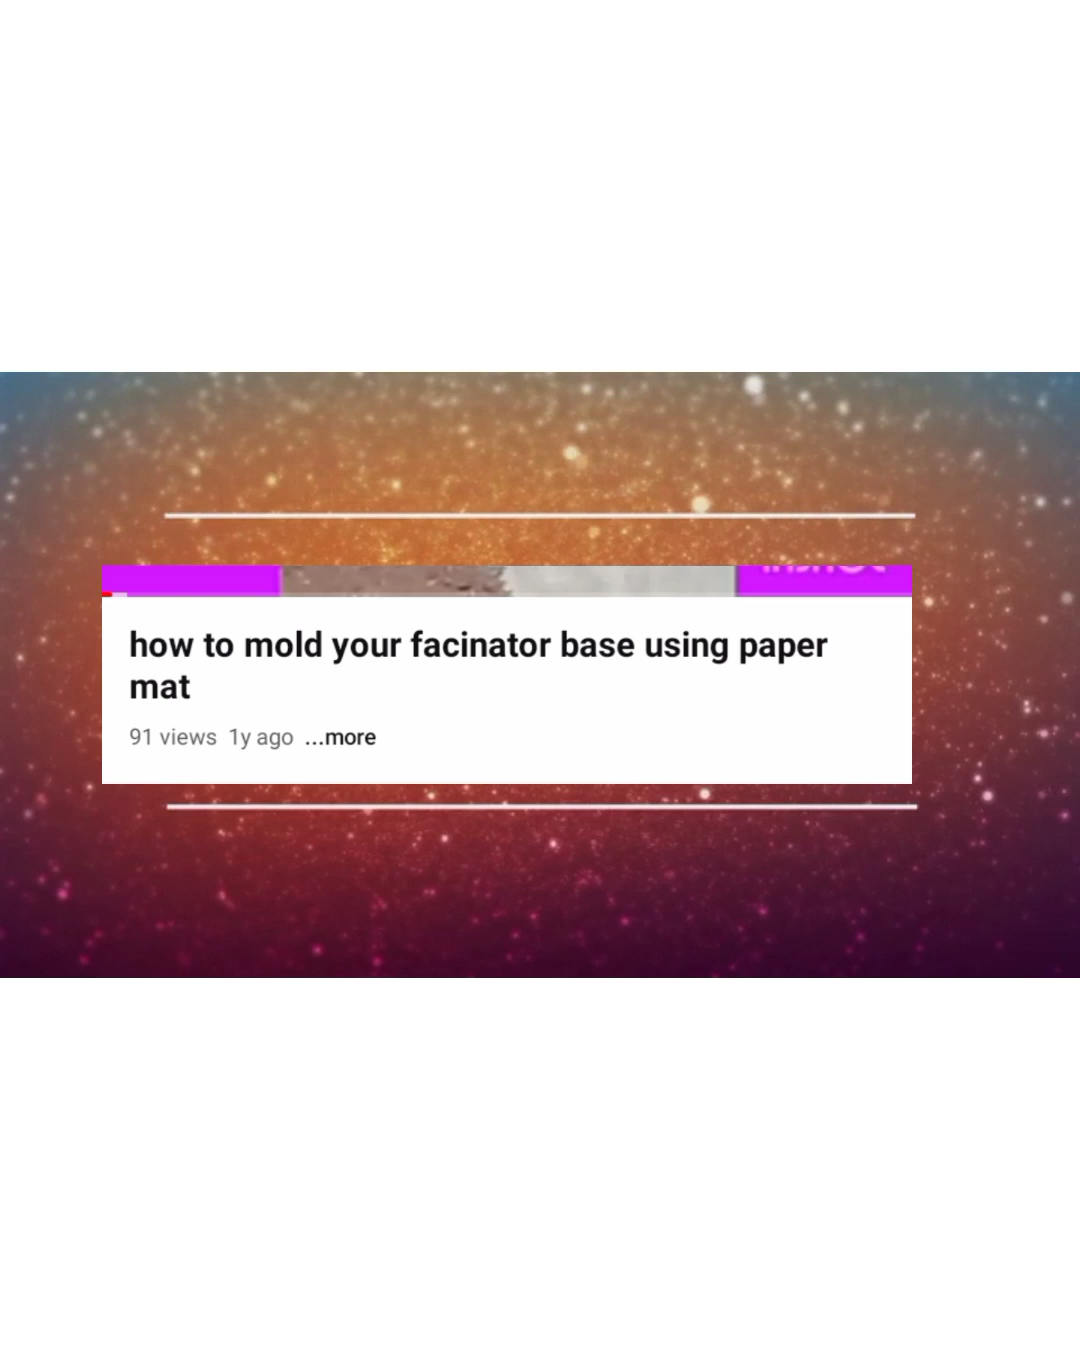 how to mold your facinator base using paper
mat
91 views 1y ago ...more